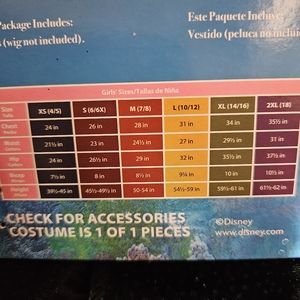 Package Includes:
(wig not included).
Este Paquete Incluye:
Vestido (peluca no incluid
Girls' Sizes/Tallas de Niña
Size Talla XS (4/5) S (6/6X) M (7/8) L (10/12) XL (14/16) 2XL (18)
Chest 24 in 26 in 28 in 31 in 34 in 35½ in
Waist 21½ in 23 in 24½ in 27 in 29½ in 31 in
Hip 24 in 26½ in 29 in 32 in 35½ in 37½ in
Bicep 7½ in 8 in 8½ in 9¼ in 10 in 10½ in
Height 39½-45 in 45½-49½ in 50-54 in 54½-59 in 59½-61 in 61½-62 in
CHECK FOR ACCESSORIES
COSTUME IS 1 OF 1 PIECES
©Disney
www.disney.com